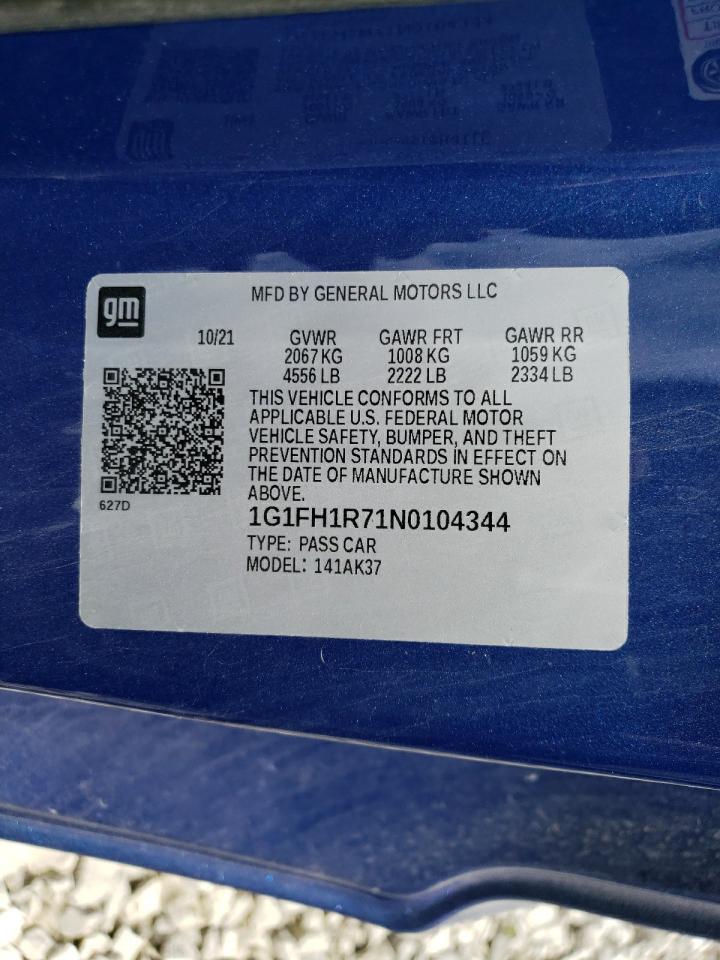 gm
MFD BY GENERAL MOTORS LLC
10/21 GVWR GAWR FRT GAWR RR
2067 KG 1008 KG 1059 KG
4556 LB 2222 LB 2334 LB
THIS VEHICLE CONFORMS TO ALL
APPLICABLE U.S. FEDERAL MOTOR
VEHICLE SAFETY, BUMPER, AND THEFT
PREVENTION STANDARDS IN EFFECT ON
THE DATE OF MANUFACTURE SHOWN
ABOVE.
627D
1G1FH1R71N0104344
TYPE: PASS CAR
MODEL: 141AK37